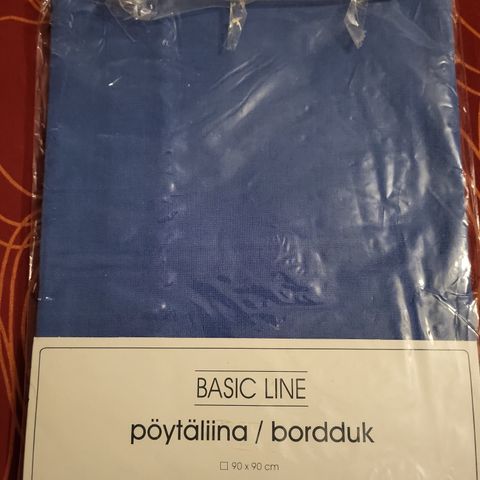 BASIC LINE
pöytäliina / bordduk
☐ 90 x 90 cm